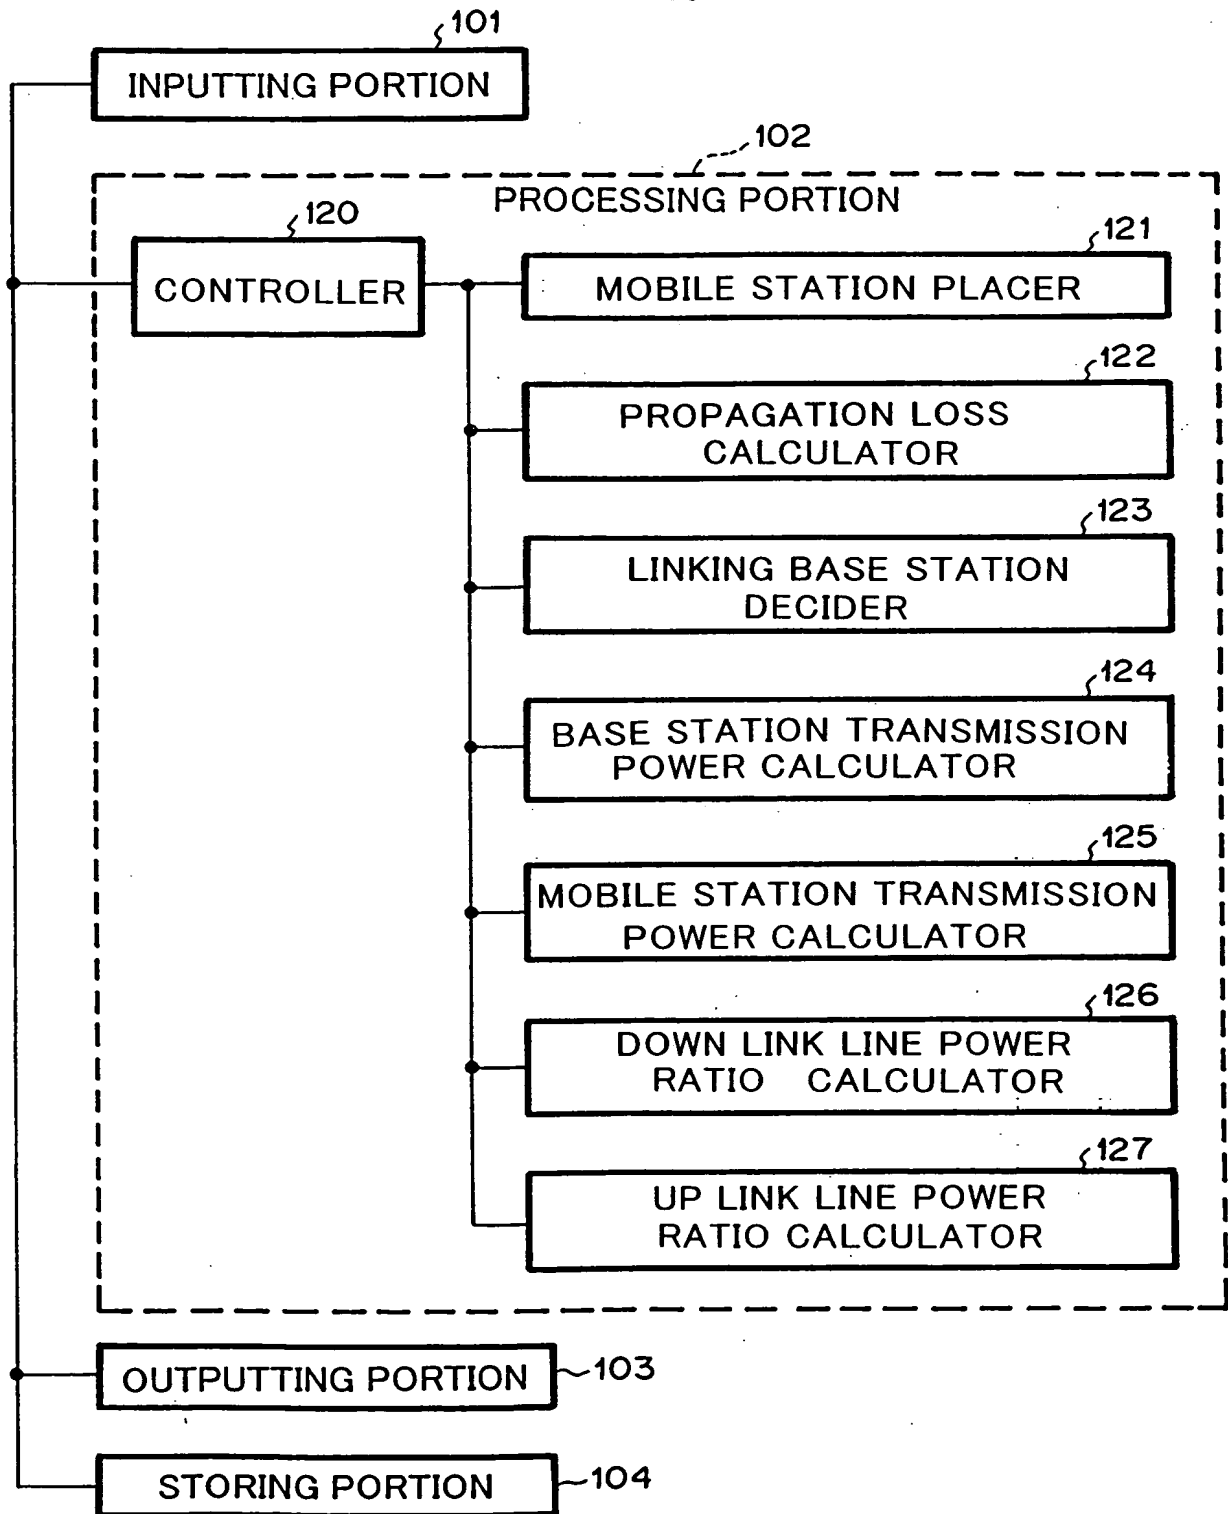 101
INPUTTING PORTION
102
PROCESSING PORTION
120
CONTROLLER
121
MOBILE STATION PLACER
122
PROPAGATION LOSS
CALCULATOR
123
LINKING BASE STATION
DECIDER
124
BASE STATION TRANSMISSION
POWER CALCULATOR
125
MOBILE STATION TRANSMISSION
POWER CALCULATOR
126
DOWN LINK LINE POWER
RATIO CALCULATOR
127
UP LINK LINE POWER
RATIO CALCULATOR
OUTPUTTING PORTION
103
STORING PORTION
104